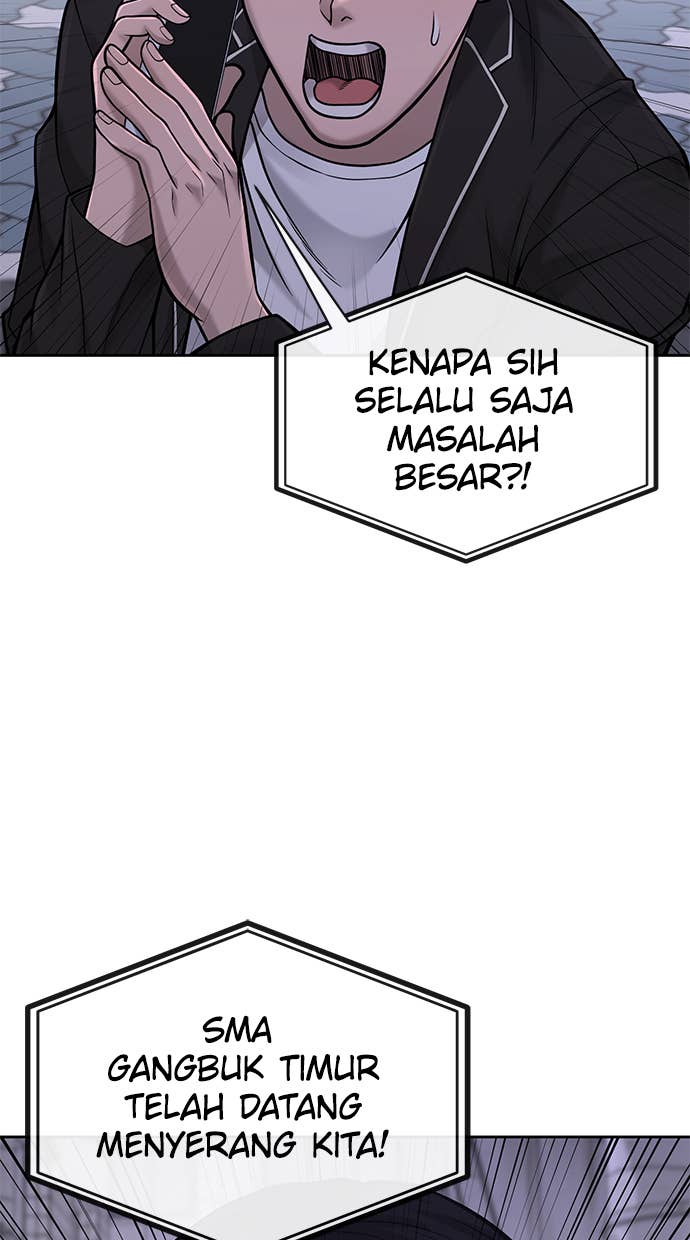 KENAPA SIH
SELALU SAJA
MASALAH
BESAR?!
SMA
GANGBUK TIMUR
TELAH DATANG
MENYERANG KITA!